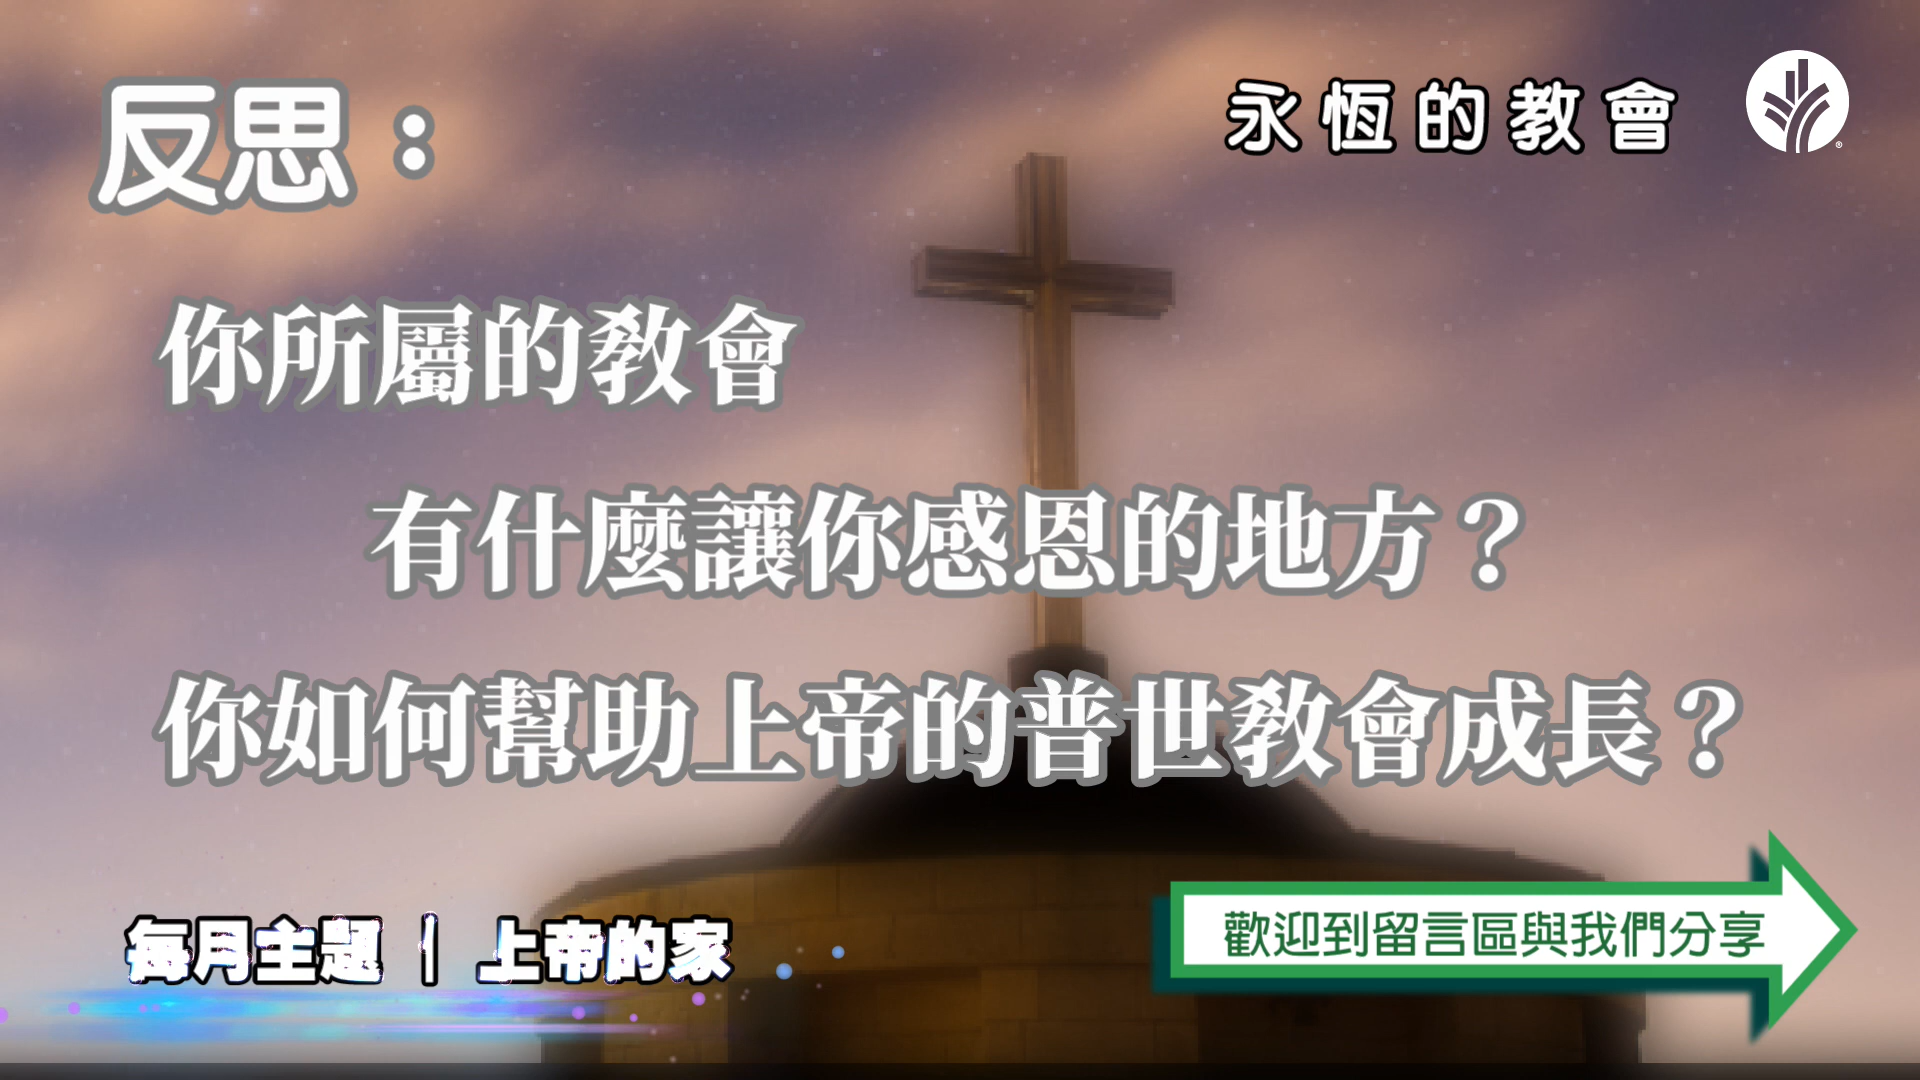 反思：
永恆的教會
你所屬的教會
有什麼讓你感恩的地方？
你如何幫助上帝的普世教會成長？
每月主題 | 上帝的家
歡迎到留言區與我們分享